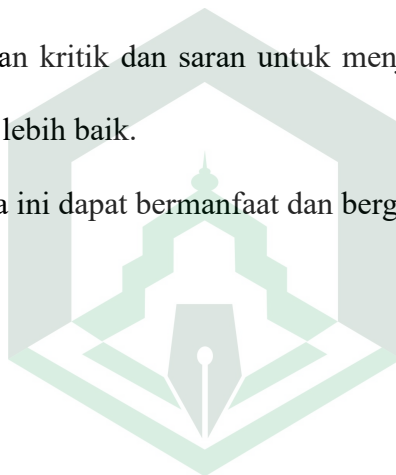 an kritik dan saran untuk men
lebih baik.
a ini dapat bermanfaat dan berg